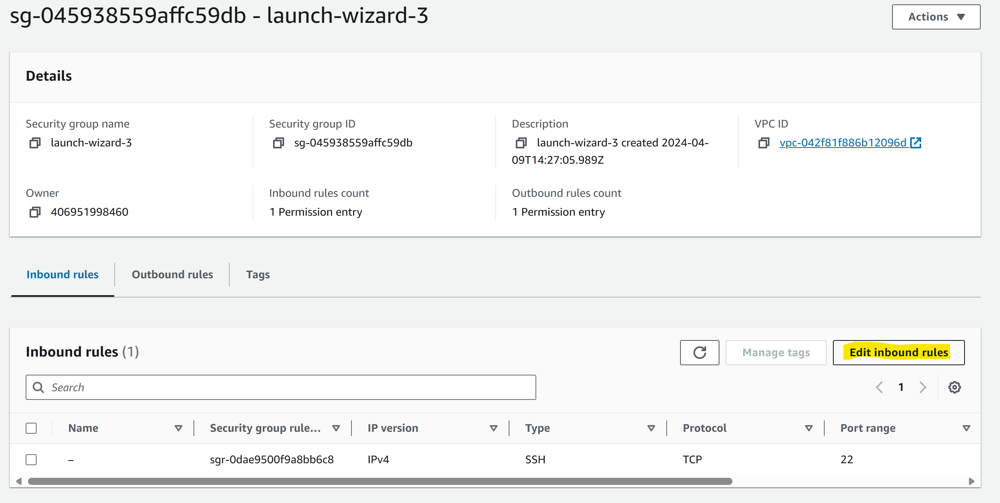 sg-045938559affc59db - launch-wizard-3
Actions
Details
Security group name
launch-wizard-3
Security group ID
sg-045938559affc59db
Description
launch-wizard-3 created 2024-04-
09T14:27:05.989Z
VPC ID
vpc-042f81f886b12096d
Owner
406951998460
Inbound rules count
1 Permission entry
Outbound rules count
1 Permission entry
Inbound rules
Outbound rules
Tags
Inbound rules (1)
Manage tags
Edit inbound rules
Search
1
Name
Security group rule...
IP version
Type
Protocol
Port range
–
sgr-0dae9500f9a8bb6c8
IPv4
SSH
TCP
22